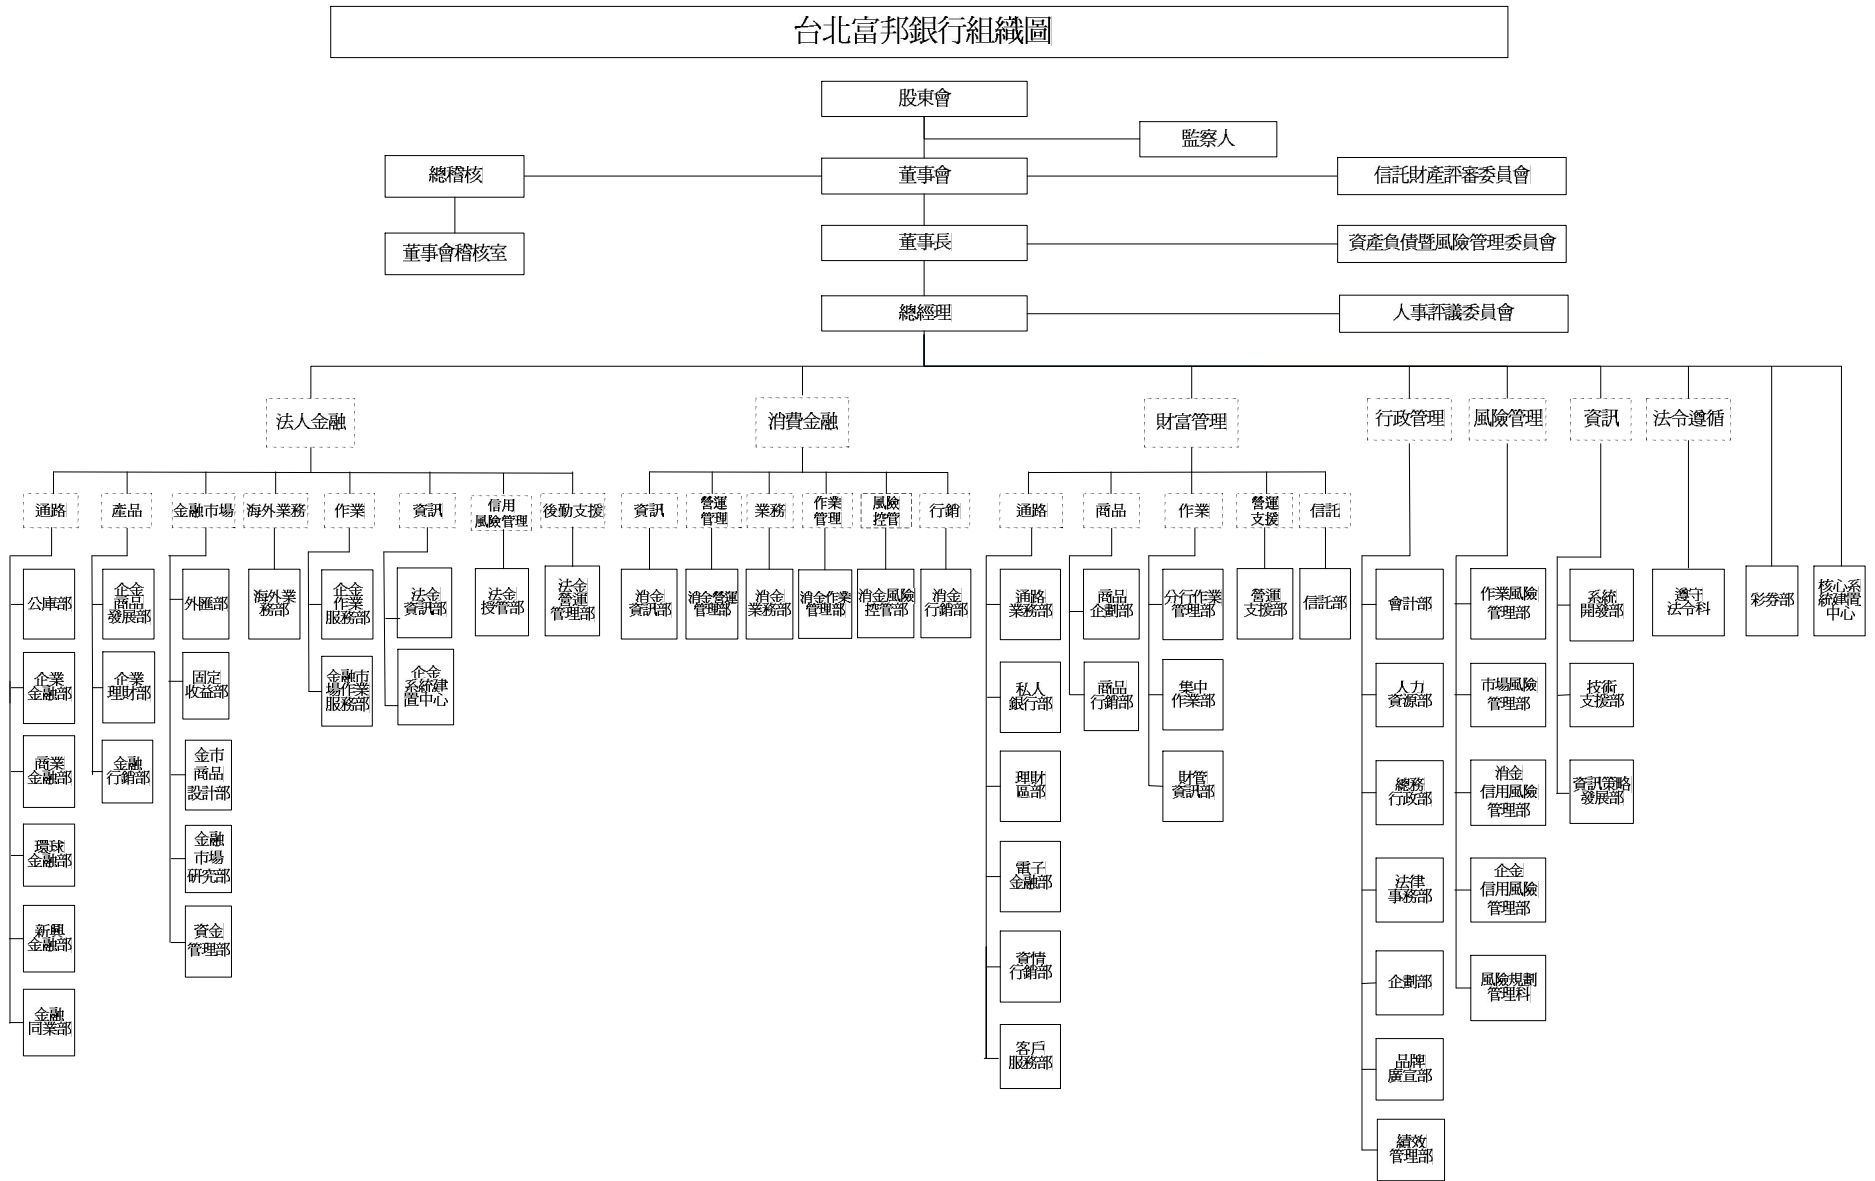 台北富邦銀行組織圖
股東會
監察人
總稽核
董事會
信託財產評審委員會
董事會稽核室
董事長
資產負債暨風險管理委員會
總經理
人事評議委員會
法人金融
消費金融
財富管理
行政管理
風險管理
資訊
法令遵循
通路
產品
金融市場
海外業務
作業
資訊
信用
風險管理
後勤支援
資訊
營運
管理
業務
作業
管理
風險
控管
行銷
通路
商品
作業
營運
支援
信託
公庫部
企業
金融部
商業
金融部
環球
金融部
新興
金融部
金融
同業部
企金
商品
發展部
企業
理財部
金融
行銷部
外匯部
固定
收益部
金市
商品
設計部
金融
市場
研究部
資金
管理部
海外業
務部
企金
作業
服務部
金融市
場作業
服務部
法金
資訊部
企金
系統建
置中心
法金
授管部
法金
營運
管理部
消金
資訊部
消金營運
管理部
消金
業務部
消金作業
管理部
消金風險
控管部
消金
行銷部
通路
業務部
私人
銀行部
理財
區部
電子
金融部
資情
行銷部
客戶
服務部
商品
企劃部
商品
行銷部
分行作業
管理部
集中
作業部
財管
資訊部
營運
支援部
信託部
會計部
人力
資源部
總務
行政部
法律
事務部
企劃部
品牌
廣宣部
績效
管理部
作業風險
管理部
市場風險
管理部
消金
信用風險
管理部
企金
信用風險
管理部
風險規劃
管理科
系統
開發部
技術
支援部
資訊策略
發展部
遵守
法令科
彩券部
核心系
統建置
中心